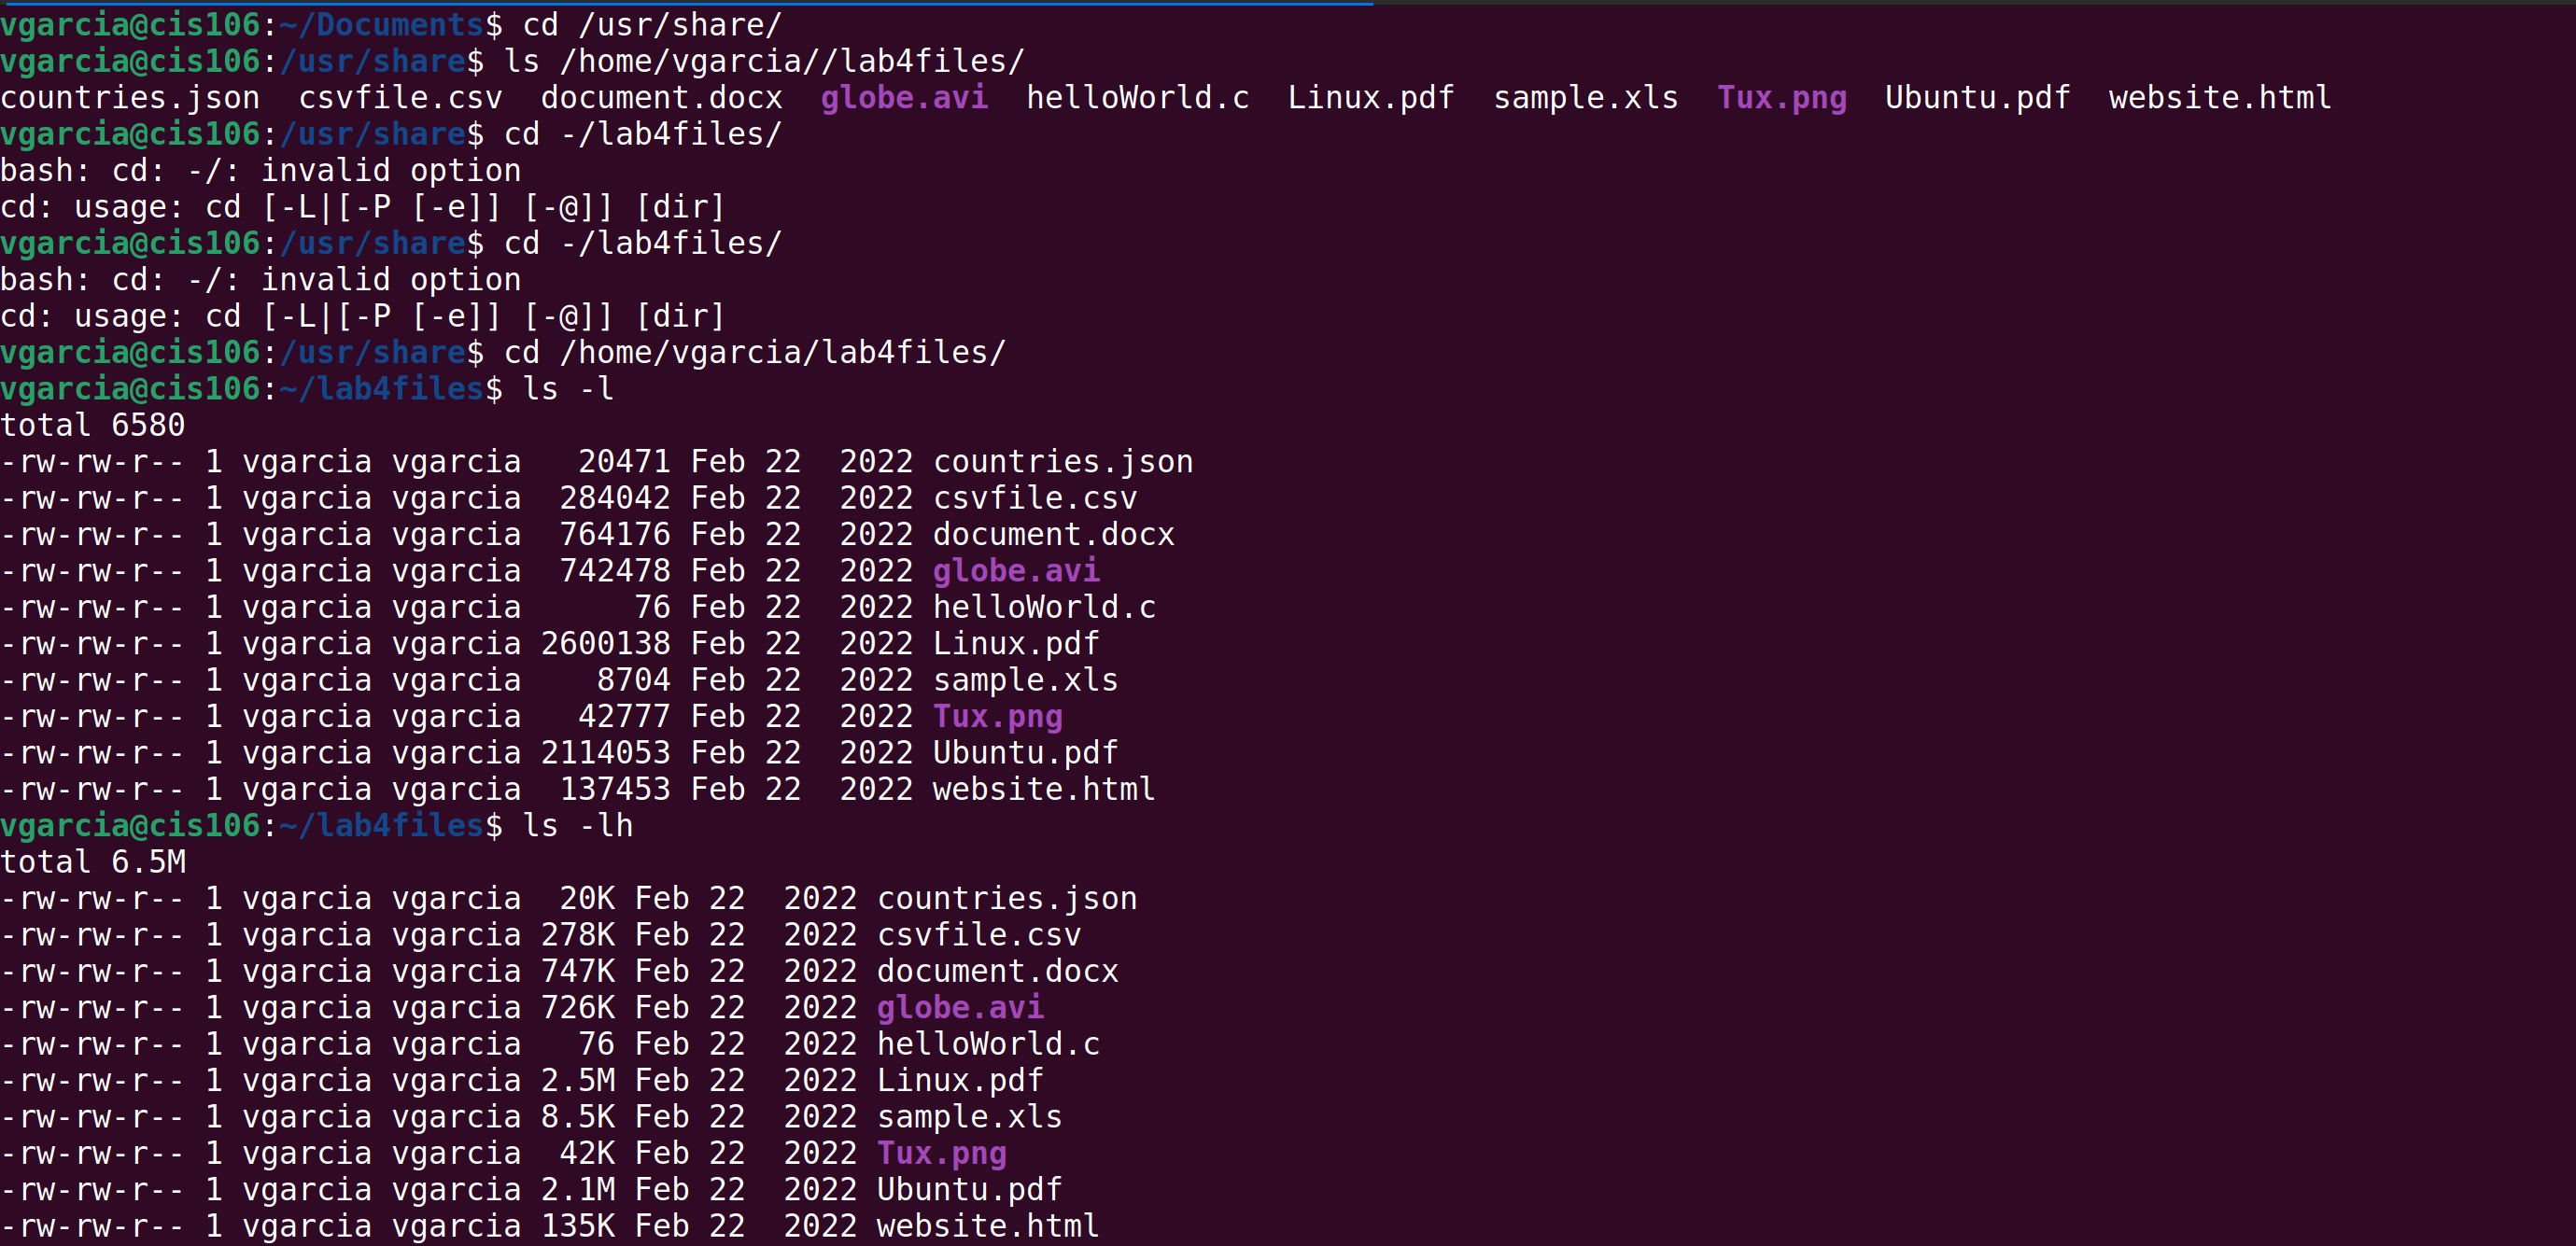 vgarcia@cis106:~/Documents$ cd /usr/share/
vgarcia@cis106:/usr/share$ ls /home/vgarcia//lab4files/
countries.json  csvfile.csv  document.docx  globe.avi  helloWorld.c  Linux.pdf  sample.xls  Tux.png  Ubuntu.pdf  website.html
vgarcia@cis106:/usr/share$ cd -/lab4files/
bash: cd: -/: invalid option
cd: usage: cd [-L|[-P [-e]] [-@]] [dir]
vgarcia@cis106:/usr/share$ cd -/lab4files/
bash: cd: -/: invalid option
cd: usage: cd [-L|[-P [-e]] [-@]] [dir]
vgarcia@cis106:/usr/share$ cd /home/vgarcia/lab4files/
vgarcia@cis106:~/lab4files$ ls -l
total 6580
-rw-rw-r-- 1 vgarcia vgarcia   20471 Feb 22  2022 countries.json
-rw-rw-r-- 1 vgarcia vgarcia  284042 Feb 22  2022 csvfile.csv
-rw-rw-r-- 1 vgarcia vgarcia  764176 Feb 22  2022 document.docx
-rw-rw-r-- 1 vgarcia vgarcia  742478 Feb 22  2022 globe.avi
-rw-rw-r-- 1 vgarcia vgarcia      76 Feb 22  2022 helloWorld.c
-rw-rw-r-- 1 vgarcia vgarcia 2600138 Feb 22  2022 Linux.pdf
-rw-rw-r-- 1 vgarcia vgarcia    8704 Feb 22  2022 sample.xls
-rw-rw-r-- 1 vgarcia vgarcia   42777 Feb 22  2022 Tux.png
-rw-rw-r-- 1 vgarcia vgarcia 2114053 Feb 22  2022 Ubuntu.pdf
-rw-rw-r-- 1 vgarcia vgarcia  137453 Feb 22  2022 website.html
vgarcia@cis106:~/lab4files$ ls -lh
total 6.5M
-rw-rw-r-- 1 vgarcia vgarcia  20K Feb 22  2022 countries.json
-rw-rw-r-- 1 vgarcia vgarcia 278K Feb 22  2022 csvfile.csv
-rw-rw-r-- 1 vgarcia vgarcia 747K Feb 22  2022 document.docx
-rw-rw-r-- 1 vgarcia vgarcia 726K Feb 22  2022 globe.avi
-rw-rw-r-- 1 vgarcia vgarcia   76 Feb 22  2022 helloWorld.c
-rw-rw-r-- 1 vgarcia vgarcia 2.5M Feb 22  2022 Linux.pdf
-rw-rw-r-- 1 vgarcia vgarcia 8.5K Feb 22  2022 sample.xls
-rw-rw-r-- 1 vgarcia vgarcia  42K Feb 22  2022 Tux.png
-rw-rw-r-- 1 vgarcia vgarcia 2.1M Feb 22  2022 Ubuntu.pdf
-rw-rw-r-- 1 vgarcia vgarcia 135K Feb 22  2022 website.html